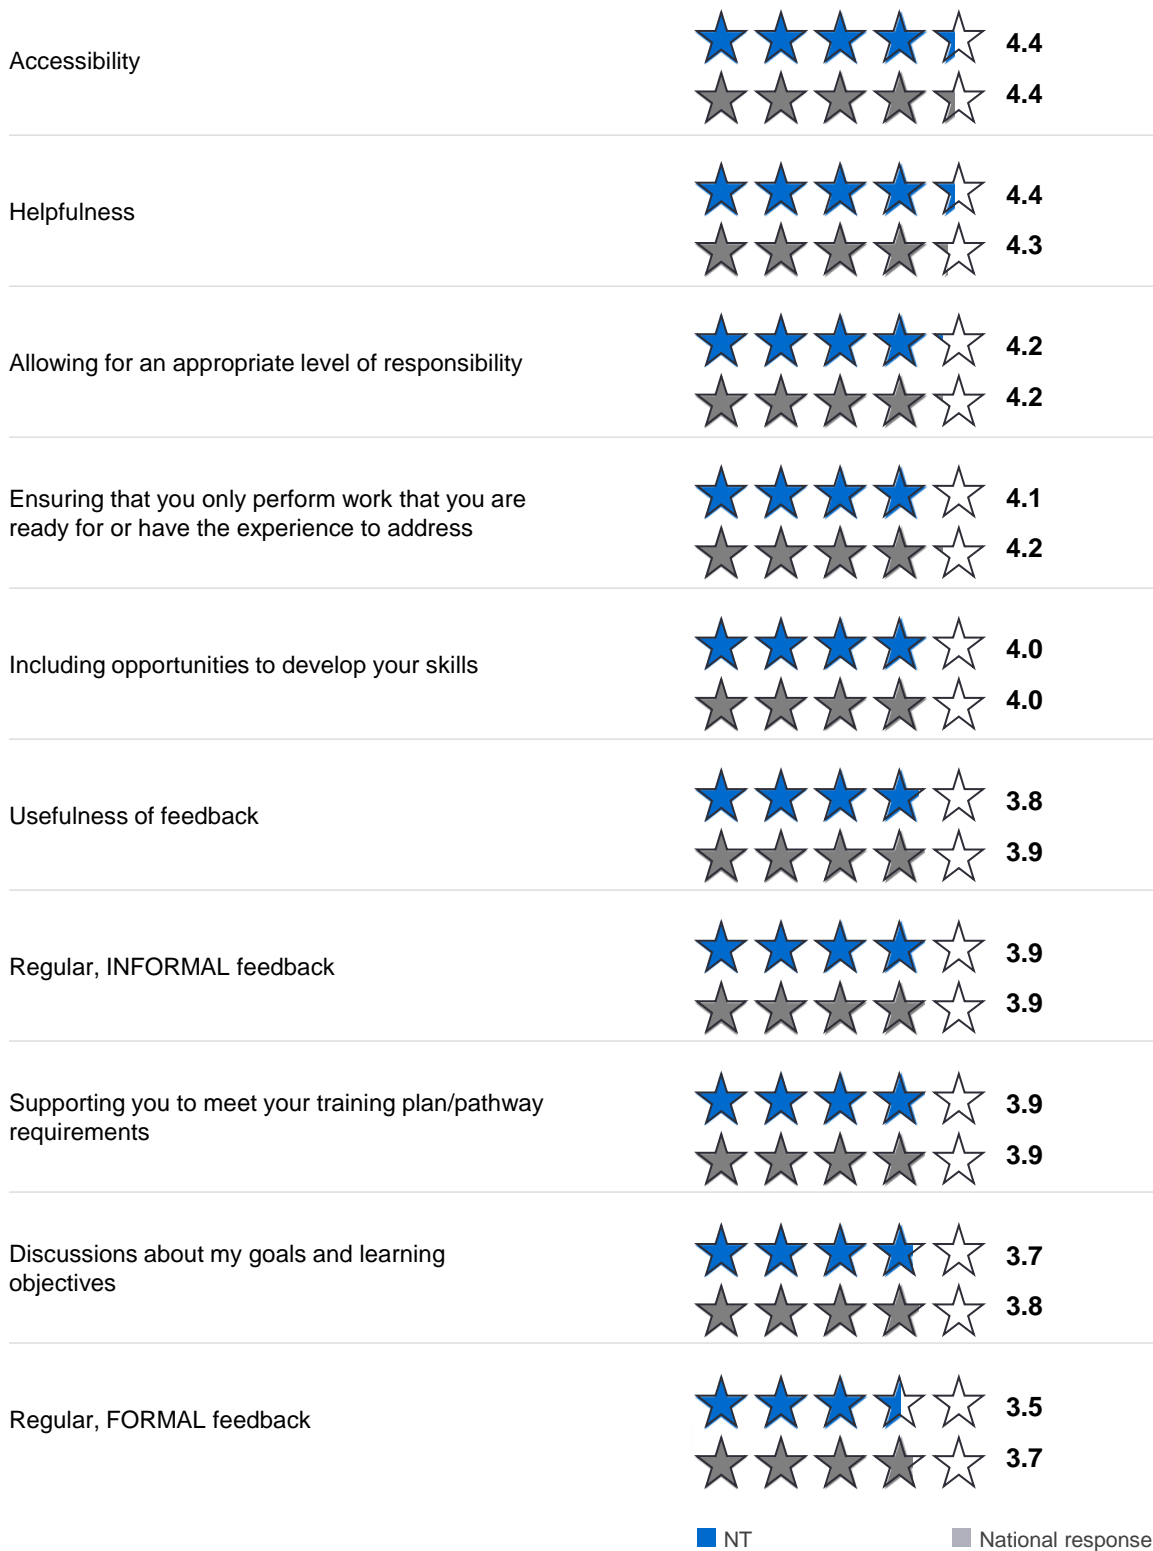 Accessibility
4.4
4.4
Helpfulness
4.4
4.3
Allowing for an appropriate level of responsibility
4.2
4.2
Ensuring that you only perform work that you are
ready for or have the experience to address
4.1
4.2
Including opportunities to develop your skills
4.0
4.0
Usefulness of feedback
3.8
3.9
Regular, INFORMAL feedback
3.9
3.9
Supporting you to meet your training plan/pathway
requirements
3.9
3.9
Discussions about my goals and learning
objectives
3.7
3.8
Regular, FORMAL feedback
3.5
3.7
NT
National response